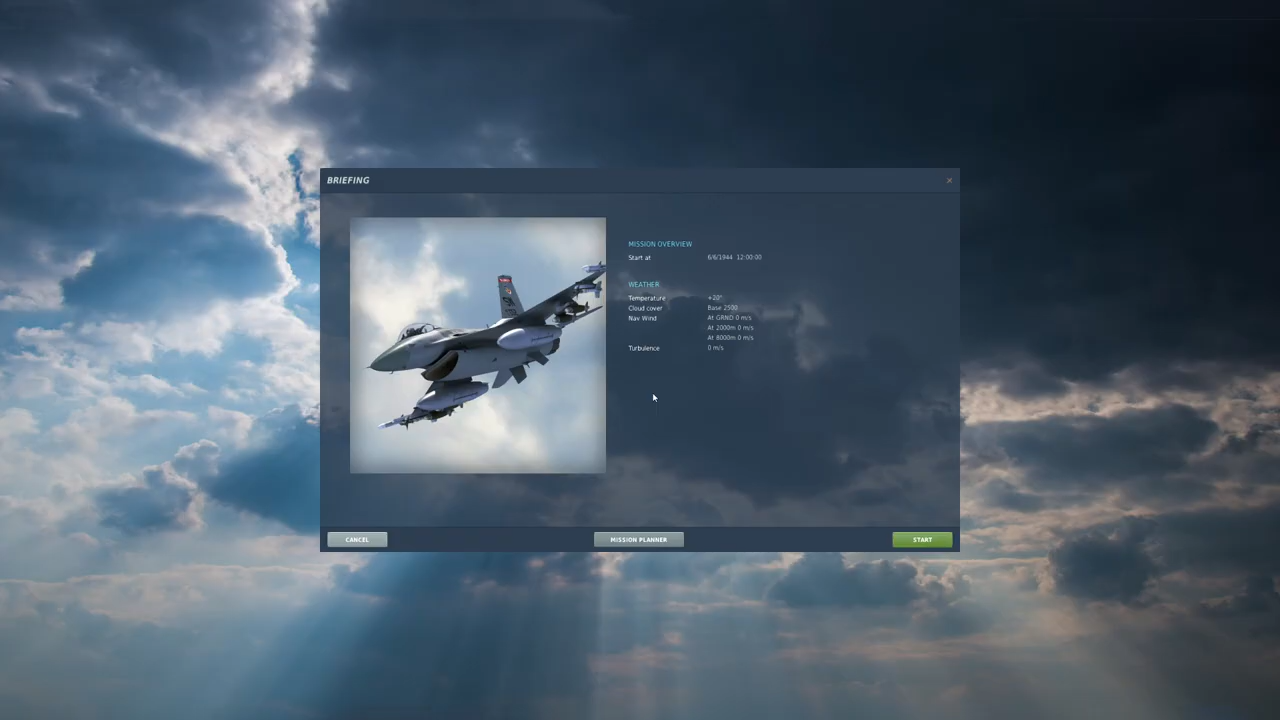 BRIEFING
MISSION OVERVIEW
Start at 6/6/1944 12:00:00
WEATHER
Temperature +20°
Cloud cover Base 2500
Nav Wind At GRND 0 m/s
At 2000m 0 m/s
At 8000m 0 m/s
Turbulence 0 m/s
CANCEL MISSION PLANNER START